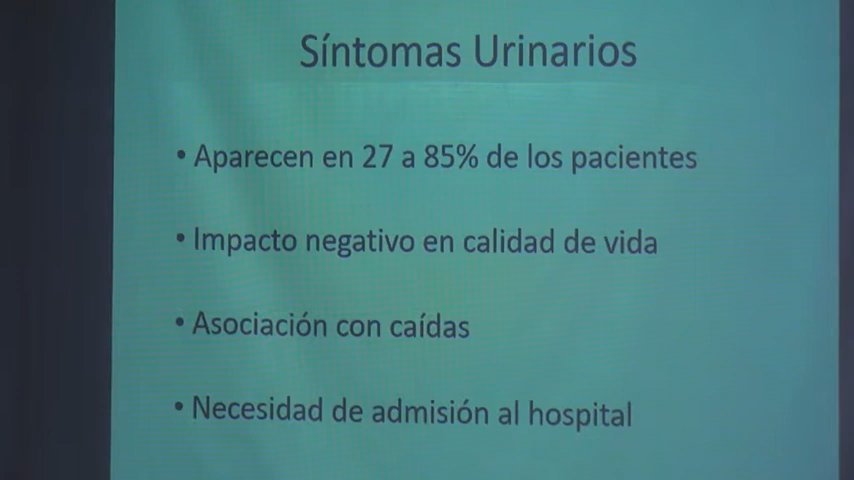 Síntomas Urinarios
• Aparecen en 27 a 85% de los pacientes
• Impacto negativo en calidad de vida
• Asociación con caídas
• Necesidad de admisión al hospital